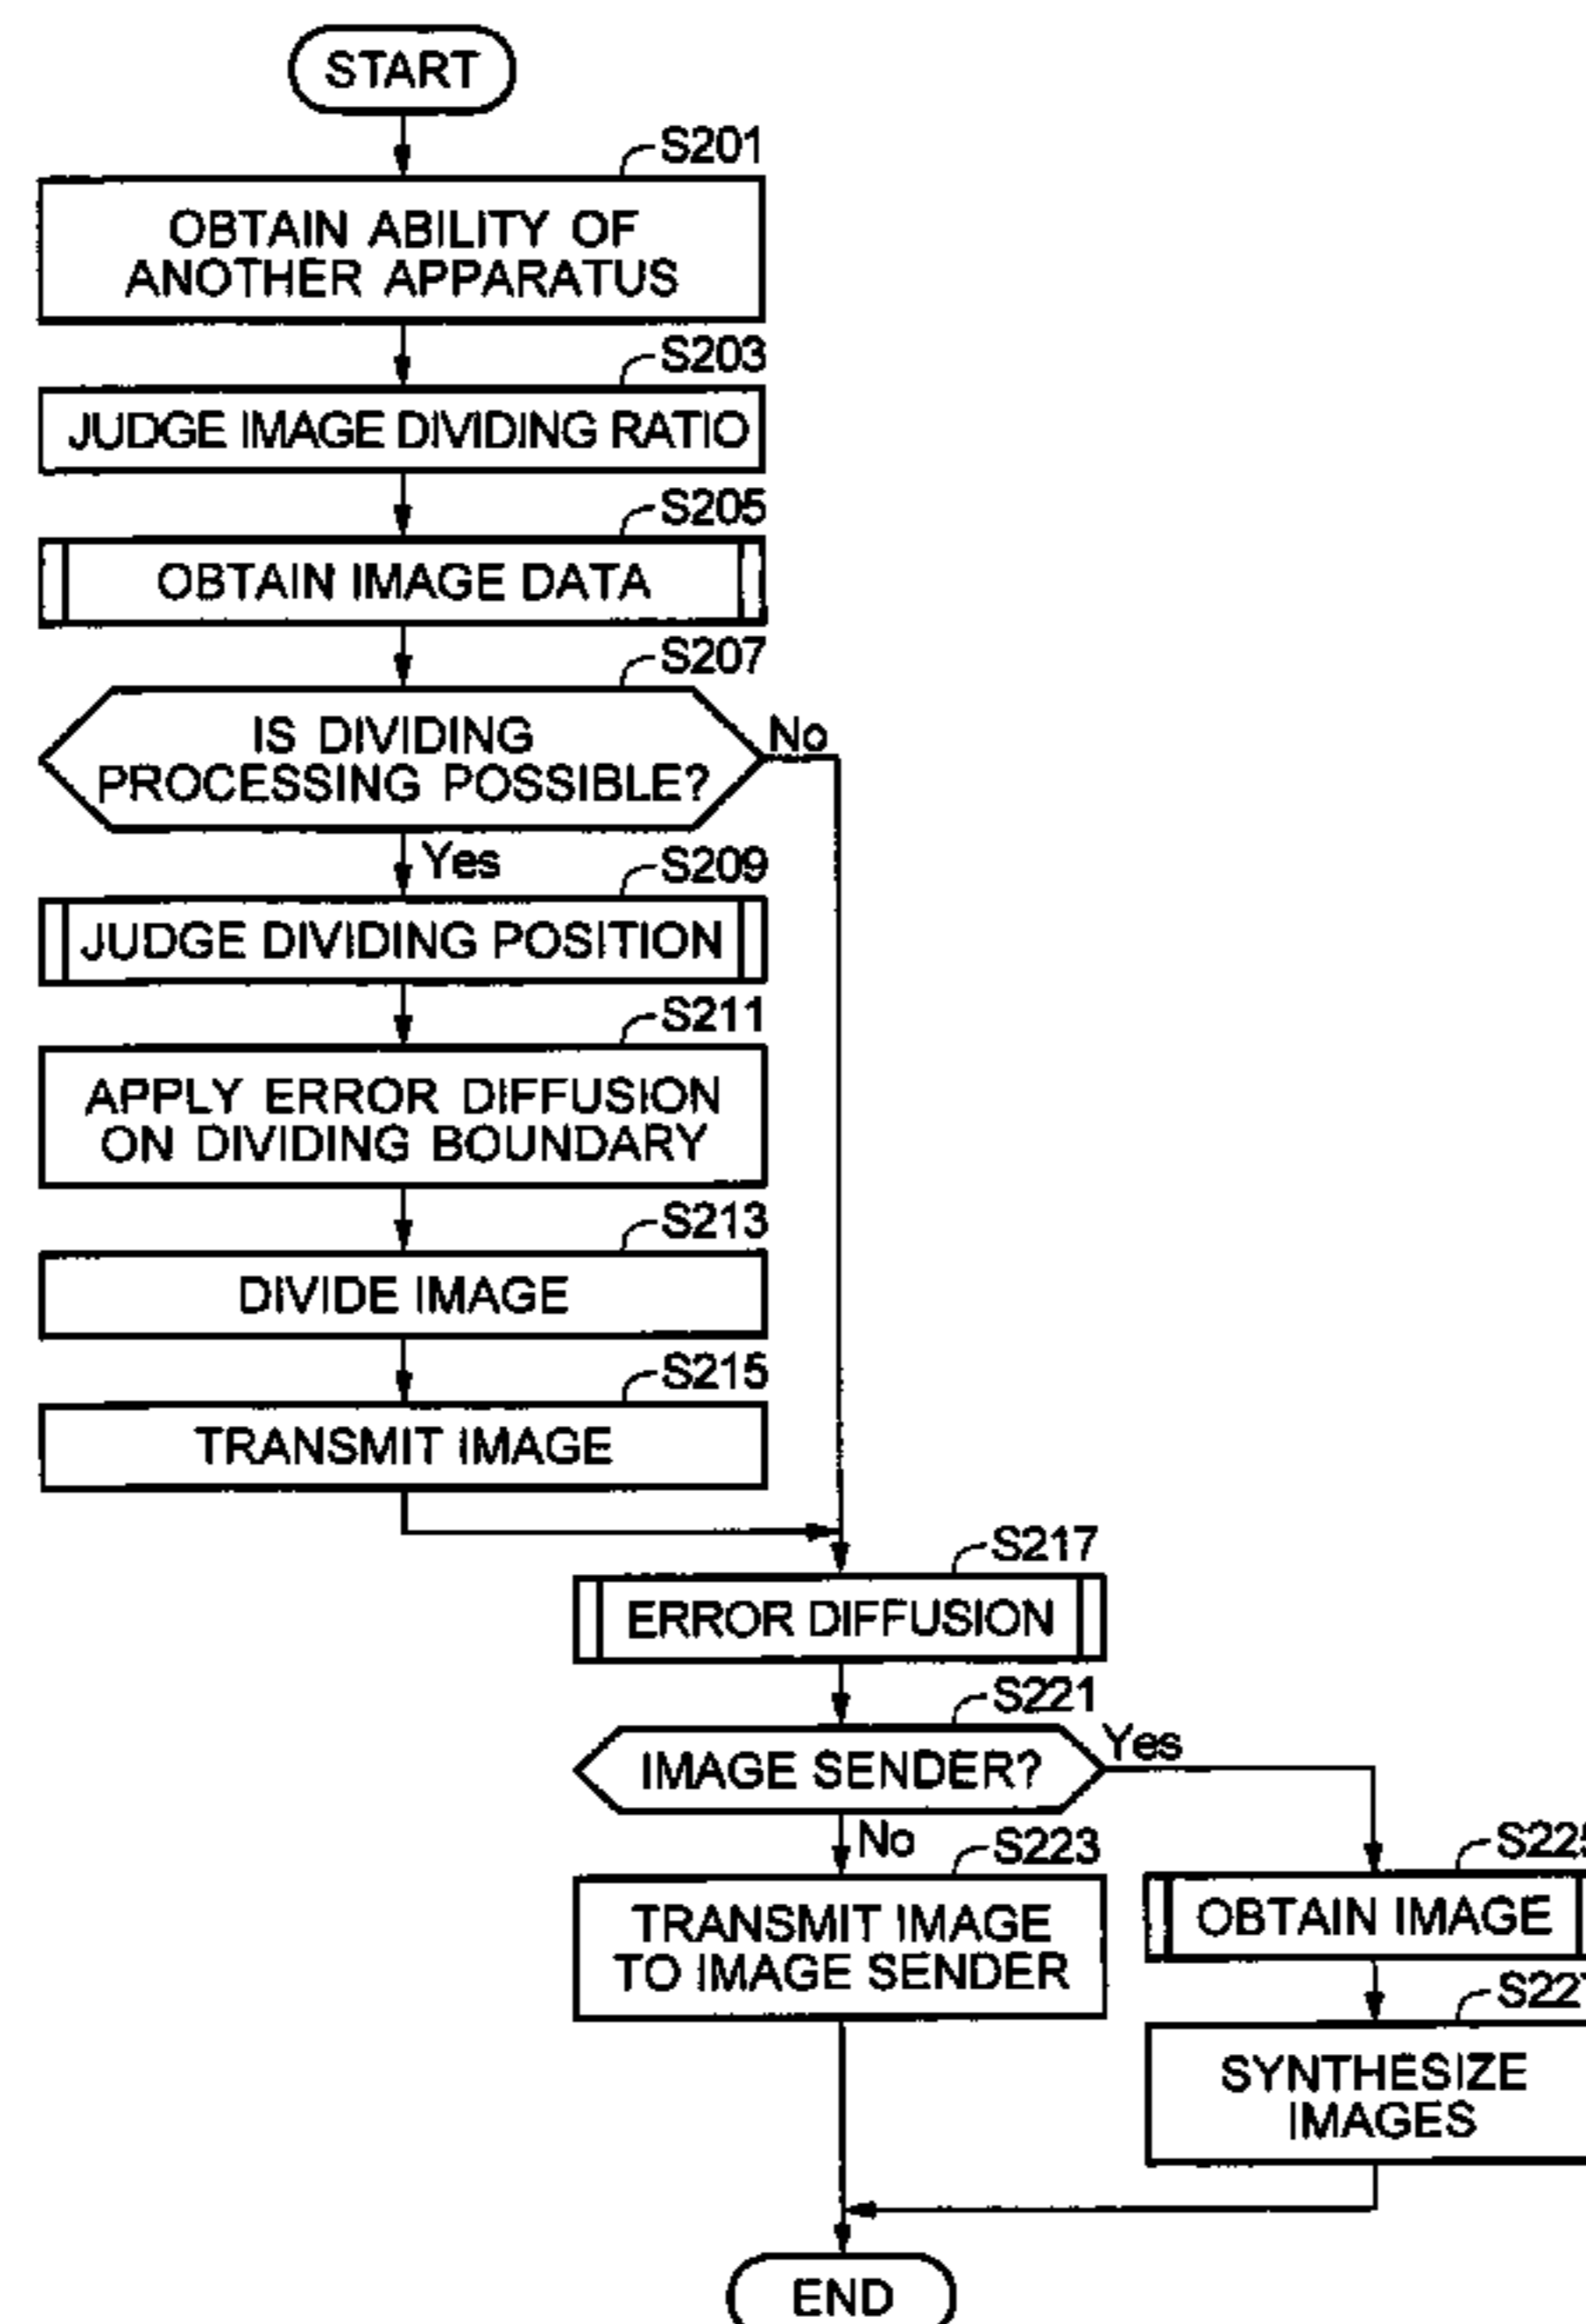 START
S201
OBTAIN ABILITY OF
ANOTHER APPARATUS
S203
JUDGE IMAGE DIVIDING RATIO
S205
OBTAIN IMAGE DATA
S207
IS DIVIDING
PROCESSING POSSIBLE?
No
Yes
S209
JUDGE DIVIDING POSITION
S211
APPLY ERROR DIFFUSION
ON DIVIDING BOUNDARY
S213
DIVIDE IMAGE
S215
TRANSMIT IMAGE
S217
ERROR DIFFUSION
S221
IMAGE SENDER?
Yes
No
S223
TRANSMIT IMAGE
TO IMAGE SENDER
S225
OBTAIN IMAGE
S227
SYNTHESIZE
IMAGES
END